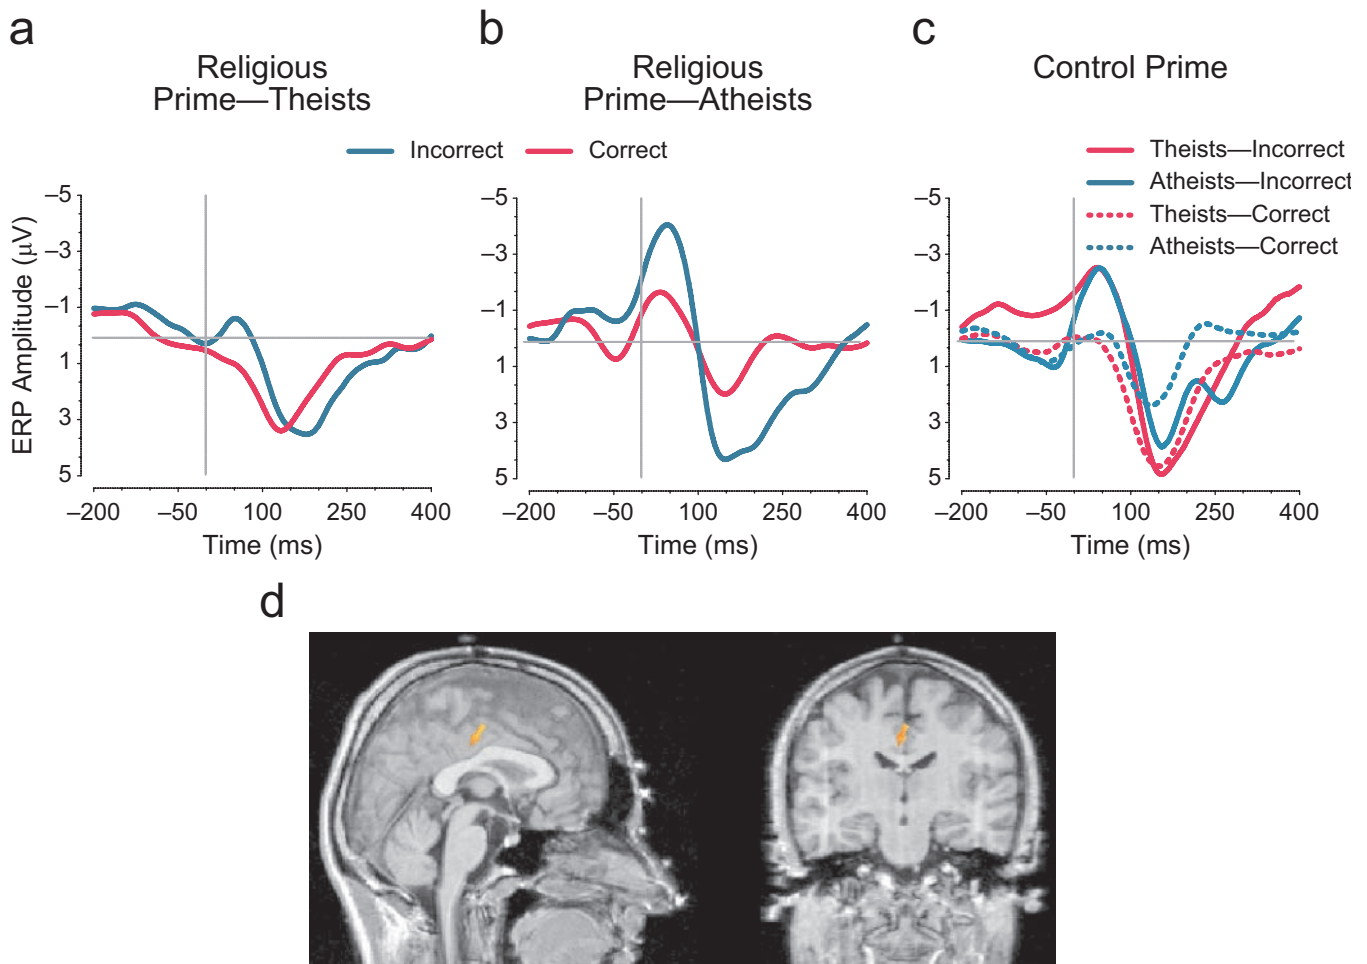 a
Religious
Prime—Theists
b
Religious
Prime—Atheists
c
Control Prime
Incorrect
Correct
Theists—Incorrect
Atheists—Incorrect
Theists—Correct
Atheists—Correct
ERP Amplitude (μV)
–5
–3
–1
1
3
5
–200
–50
100
250
400
Time (ms)
–5
–3
–1
1
3
5
–200
–50
100
250
400
Time (ms)
–5
–3
–1
1
3
5
–200
–50
100
250
400
Time (ms)
d